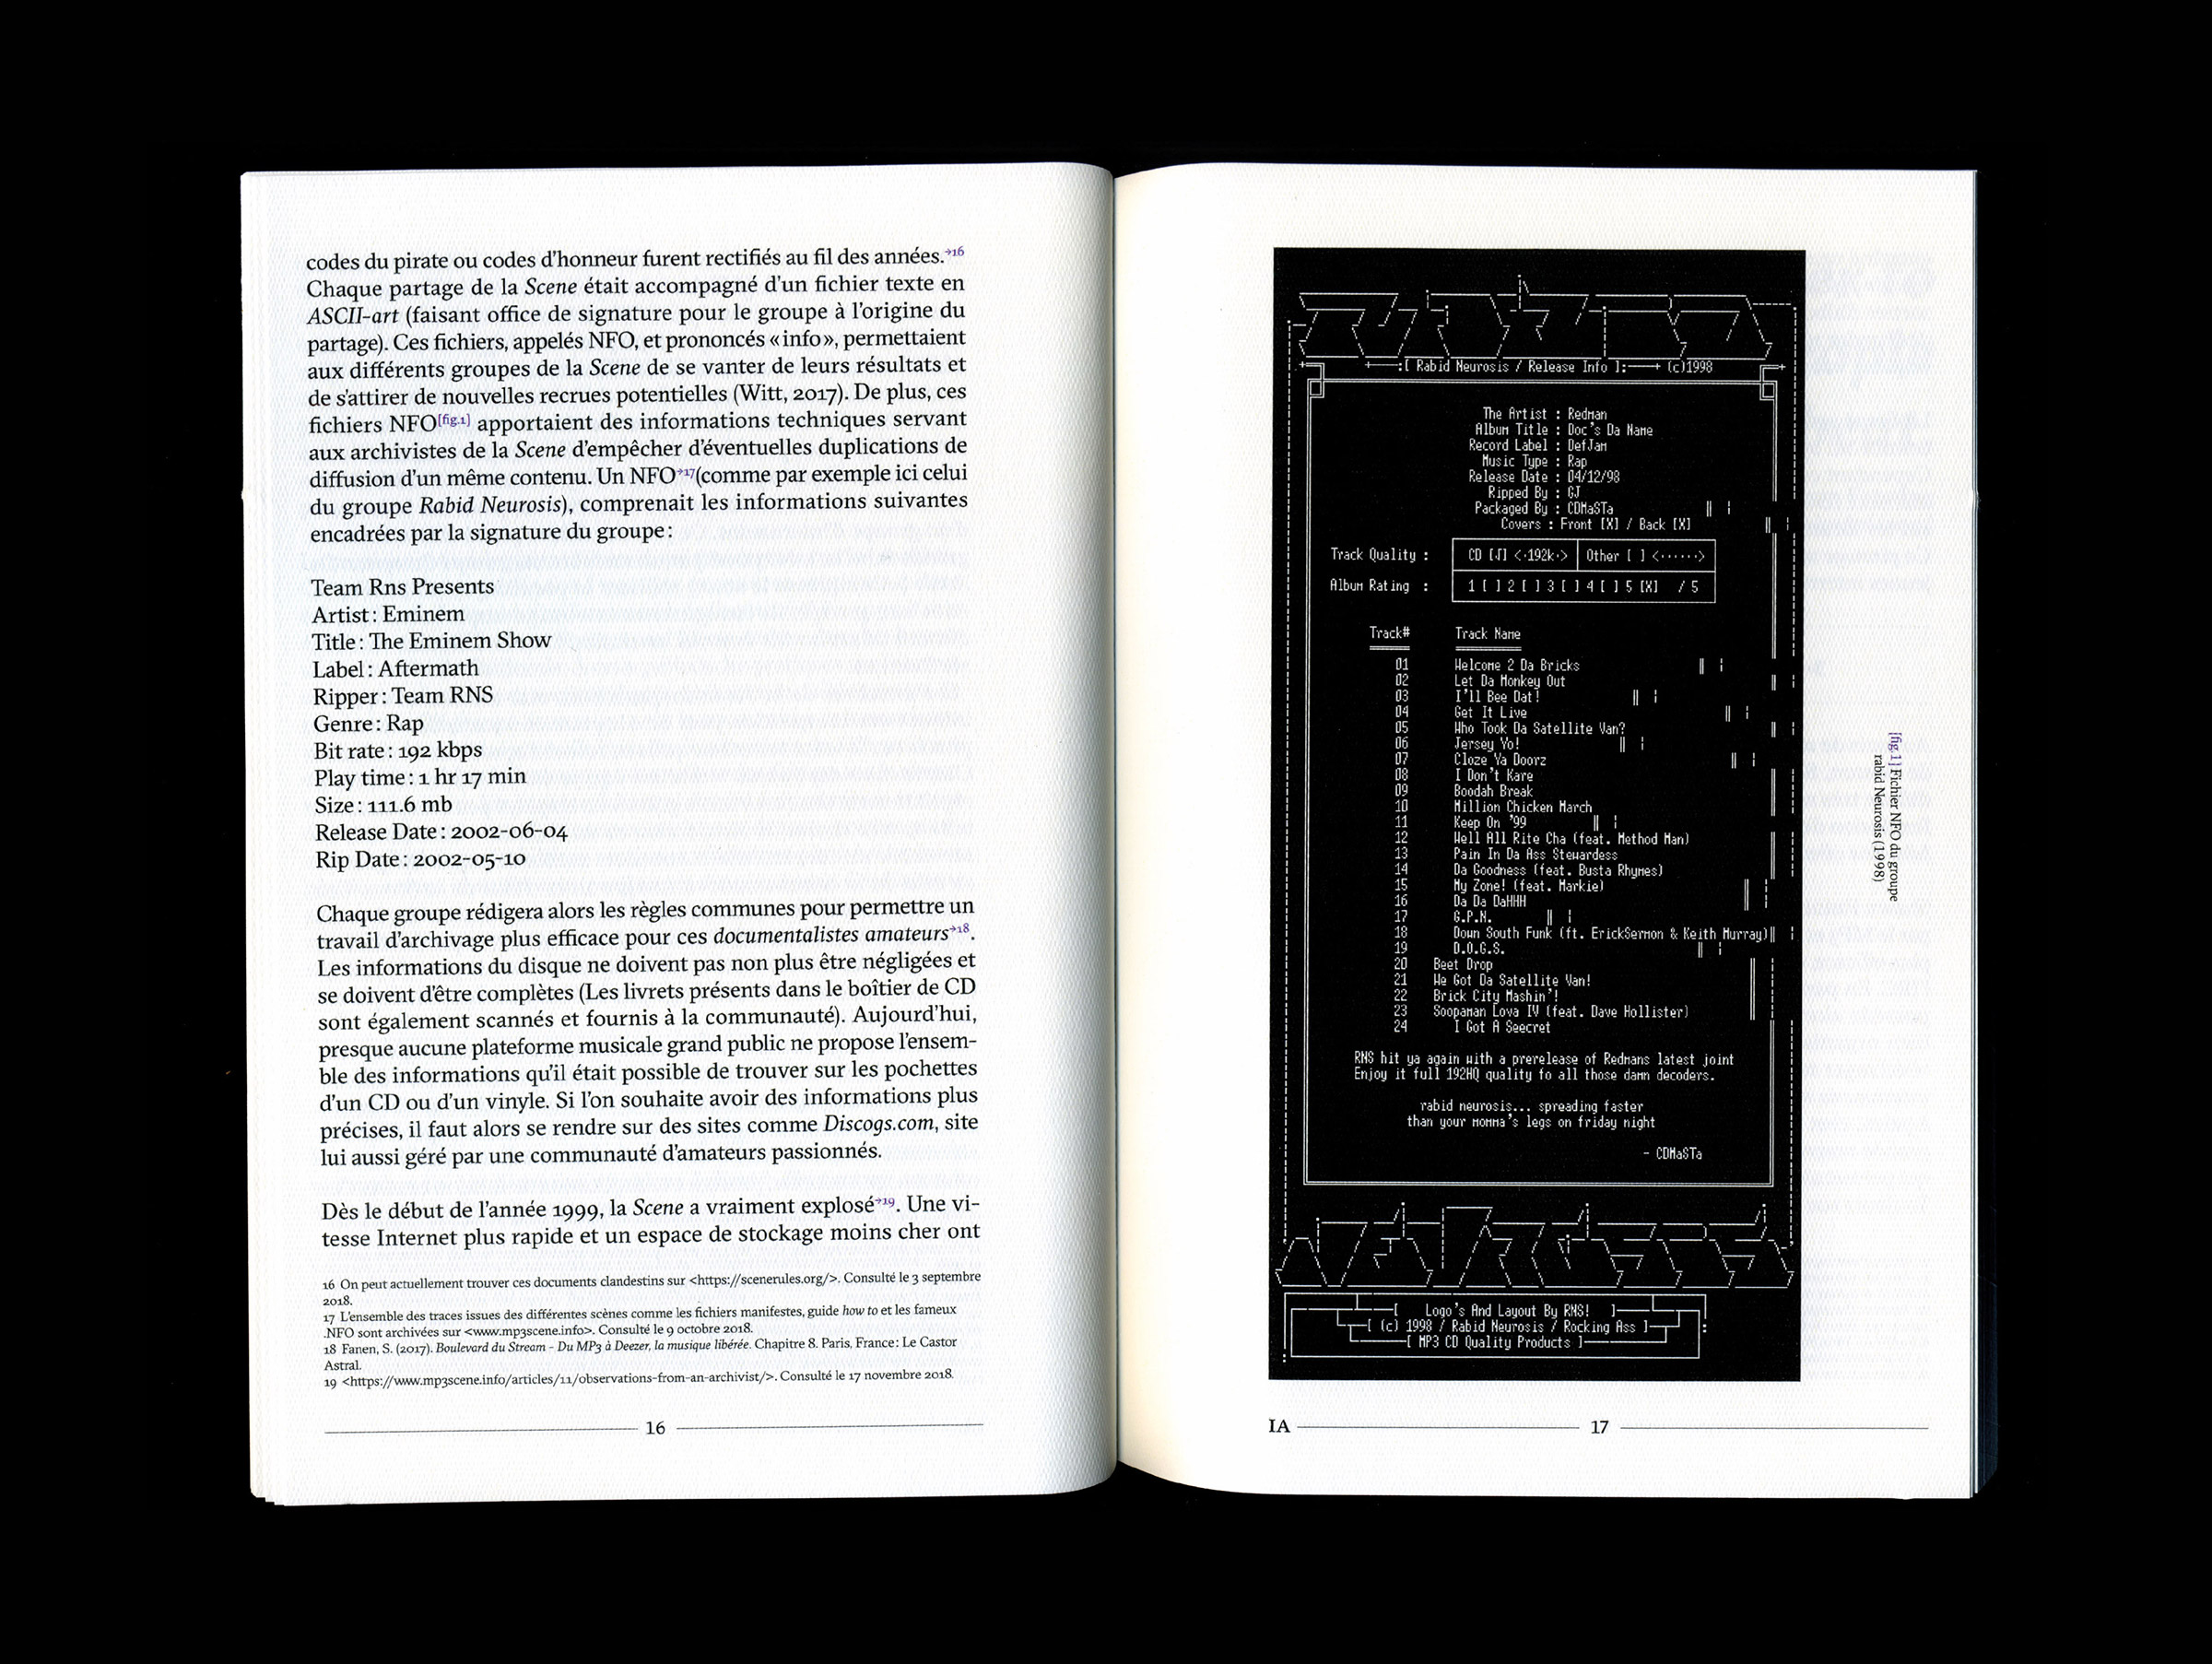 codes du pirate ou codes d'honneur furent rectifiés au fil des années.→16
Chaque partage de la Scene était accompagné d'un fichier texte en
ASCII-art (faisant office de signature pour le groupe à l'origine du
partage). Ces fichiers, appelés NFO, et prononcés «info», permettaient
aux différents groupes de la Scene de se vanter de leurs résultats et
de s'attirer de nouvelles recrues potentielles (Witt, 2017). De plus, ces
fichiers NFO[fig.1] apportaient des informations techniques servant
aux archivistes de la Scene d'empêcher d'éventuelles duplications de
diffusion d'un même contenu. Un NFO→17(comme par exemple ici celui
du groupe Rabid Neurosis), comprenait les informations suivantes
encadrées par la signature du groupe:
Team Rns Presents
Artist: Eminem
Title: The Eminem Show
Label: Aftermath
Ripper: Team RNS
Genre: Rap
Bit rate: 192 kbps
Play time: 1 hr 17 min
Size: 111.6 mb
Release Date: 2002-06-04
Rip Date: 2002-05-10
Chaque groupe rédigera alors les règles communes pour permettre un
travail d'archivage plus efficace pour ces documentalistes amateurs→18.
Les informations du disque ne doivent pas non plus être négligées et
se doivent d'être complètes (Les livrets présents dans le boîtier de CD
sont également scannés et fournis à la communauté). Aujourd'hui,
presque aucune plateforme musicale grand public ne propose l'ensem-
ble des informations qu'il était possible de trouver sur les pochettes
d'un CD ou d'un vinyle. Si l'on souhaite avoir des informations plus
précises, il faut alors se rendre sur des sites comme Discogs.com, site
lui aussi géré par une communauté d'amateurs passionnés.
Dès le début de l'année 1999, la Scene a vraiment explosé→19. Une vi-
tesse Internet plus rapide et un espace de stockage moins cher ont
16 On peut actuellement trouver ces documents clandestins sur <https://scenerules.org/>. Consulté le 3 septembre
2018.
17 L'ensemble des traces issues des différentes scènes comme les fichiers manifestes, guide how to et les fameux
.NFO sont archivées sur <www.mp3scene.info>. Consulté le 9 octobre 2018.
18 Fanen, S. (2017). Boulevard du Stream - Du MP3 à Deezer, la musique libérée. Chapitre 8. Paris, France: Le Castor
Astral.
19 <https://www.mp3scene.info/articles/11/observations-from-an-archivist/>. Consulté le 17 novembre 2018.
16
[ Rabid Neurosis / Release Info ]: (c)1998
The Artist : Redman
Album Title : Doc's Da Name
Record Label : DefJam
Music Type : Rap
Release Date : 04/12/98
Ripped By : GJ
Packaged By : CDMaSTa
Covers : Front [X] / Back [X]
Track Quality : CD [√] <·192k·> Other [ ] <······>
Album Rating : 1 [ ] 2 [ ] 3 [ ] 4 [ ] 5 [X] / 5
Track# Track Name
01 Welcome 2 Da Bricks
02 Let Da Monkey Out
03 I'll Bee Dat!
04 Get It Live
05 Who Took Da Satellite Van?
06 Jersey Yo!
07 Cloze Ya Doorz
08 I Don't Kare
09 Boodah Break
10 Million Chicken March
11 Keep On '99
12 Well All Rite Cha (feat. Method Man)
13 Pain In Da Ass Stewardess
14 Da Goodness (feat. Busta Rhymes)
15 My Zone! (feat. Markie)
16 Da Da DaHHH
17 G.P.N.
18 Down South Funk (ft. ErickSermon & Keith Murray)
19 D.O.G.S.
20 Beet Drop
21 We Got Da Satellite Van!
22 Brick City Mashin'!
23 Soopaman Lova IV (feat. Dave Hollister)
24 I Got A Seecret
RNS hit ya again with a prerelease of Redmans latest joint
Enjoy it full 192HQ quality fo all those damn decoders.
rabid neurosis... spreading faster
than your momma's legs on friday night
- CDMaSTa
[ Logo's And Layout By RNS! ]
[ (c) 1998 / Rabid Neurosis / Rocking Ass ]
[ MP3 CD Quality Products ]
[fig.1] Fichier NFO du groupe
rabid Neurosis (1998)
IA
17